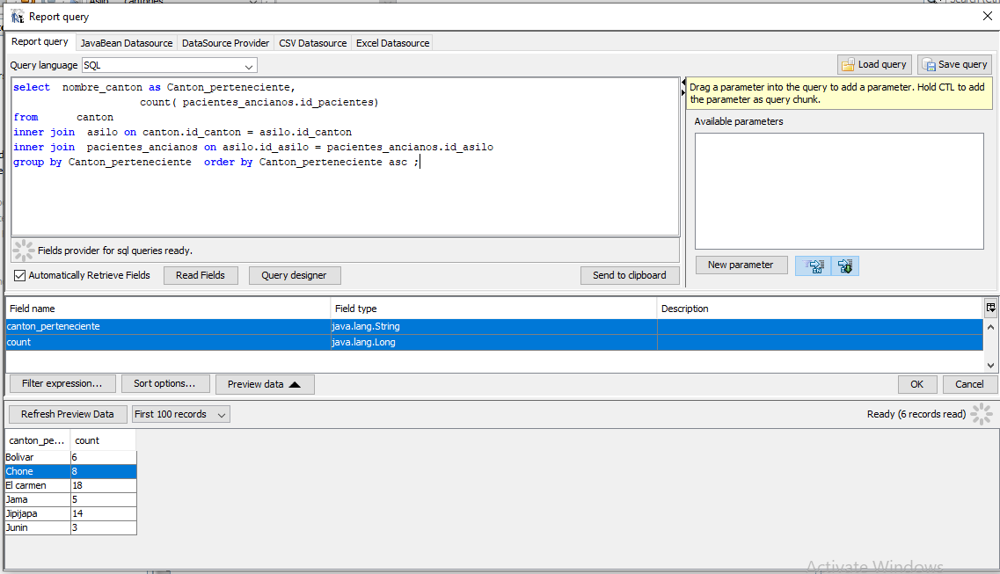 Report query
Report query JavaBean Datasource DataSource Provider CSV Datasource Excel Datasource
Query language SQL Load query Save query
select nombre_canton as Canton_perteneciente,
count( pacientes_ancianos.id_pacientes)
from canton
inner join asilo on canton.id_canton = asilo.id_canton
inner join pacientes_ancianos on asilo.id_asilo = pacientes_ancianos.id_asilo
group by Canton_perteneciente order by Canton_perteneciente asc ;
Drag a parameter into the query to add a parameter. Hold CTL to add
the parameter as query chunk.
Available parameters
Fields provider for sql queries ready.
Automatically Retrieve Fields Read Fields Query designer Send to clipboard
New parameter
Field name Field type Description
canton_perteneciente java.lang.String
count java.lang.Long
Filter expression... Sort options... Preview data OK Cancel
Refresh Preview Data First 100 records Ready (6 records read)
canton_pe... count
Bolivar 6
Chone 8
El carmen 18
Jama 5
Jipijapa 14
Junin 3
Activate Windows